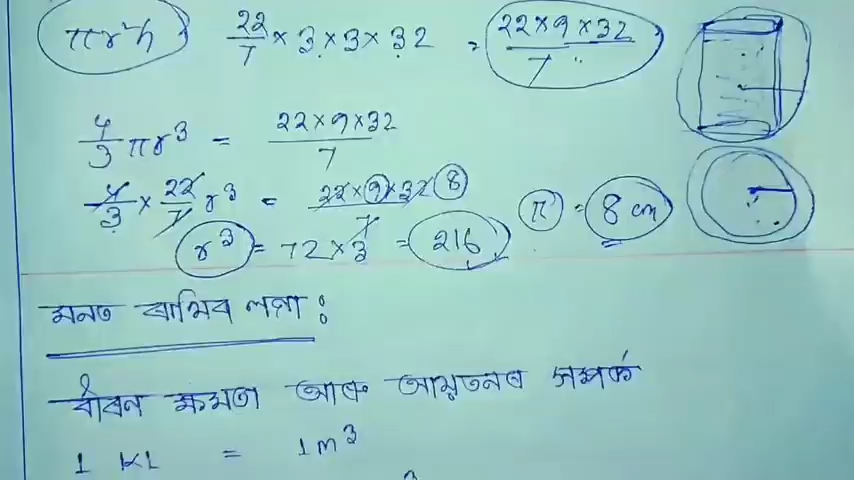 πr²h 22/7 × 3 × 3 × 32 = 22×9×32/7
4/3 πr³ = 22×9×32/7
4/3 × 22/7 r³ = 22×9×32/7 8
r³ = 72×3 = 216 π = 8 cm
মনত ৰাখিব লগা :
ধাৰণ ক্ষমতা আৰু আয়তনৰ সম্পৰ্ক
1 KL = 1m³